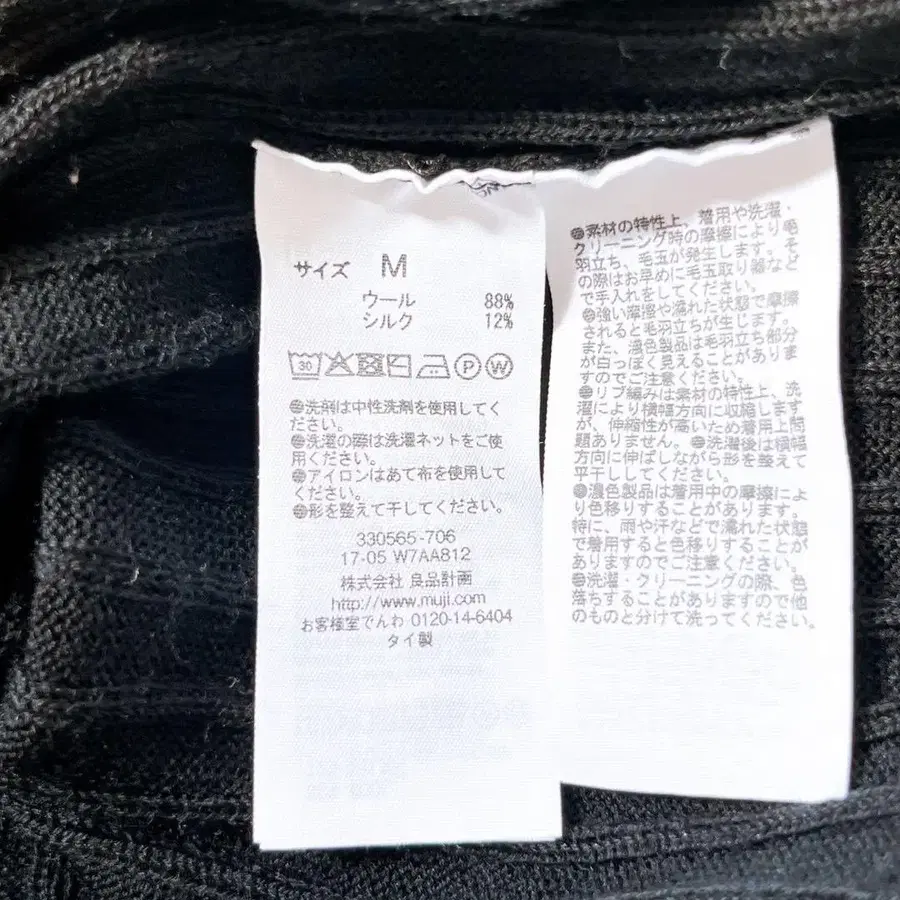 サイズ M
ウール 88%
シルク 12%
30
P W
●洗剤は中性洗剤を使用してく
ださい。
●洗濯の際は洗濯ネットをご使
用ください。
●アイロンはあて布を使用して
ください。
●形を整えて干してください。
330565-706
17-05 W7AA812
株式会社 良品計画
http://www.muji.com
お客様室でんわ 0120-14-6404
タイ製
●素材の特性上、着用や洗濯・
クリーニング時の摩擦により毛
羽立ち、毛玉が発生します。そ
の際はお早めに毛玉取り器など
で手入れをしてください。
●強い摩擦や濡れた状態で摩擦
されると毛羽立ちが生じます。
また、濃色製品は毛羽立ち部分
が白っぽく見えることがありま
すのでご注意ください。
●リブ編みは素材の特性上、洗
濯により横幅方向に収縮します
が、伸縮性が高いため着用上問
題ありません。●洗濯後は横幅
方向に伸ばしながら形を整えて
平干ししてください。
●濃色製品は着用中の摩擦によ
り色移りすることがあります。
特に、雨や汗などで濡れた状態
で着用すると色移りすることが
ありますのでご注意ください。
●洗濯・クリーニングの際、色
落ちすることがありますので他
のものと分けて洗ってください。